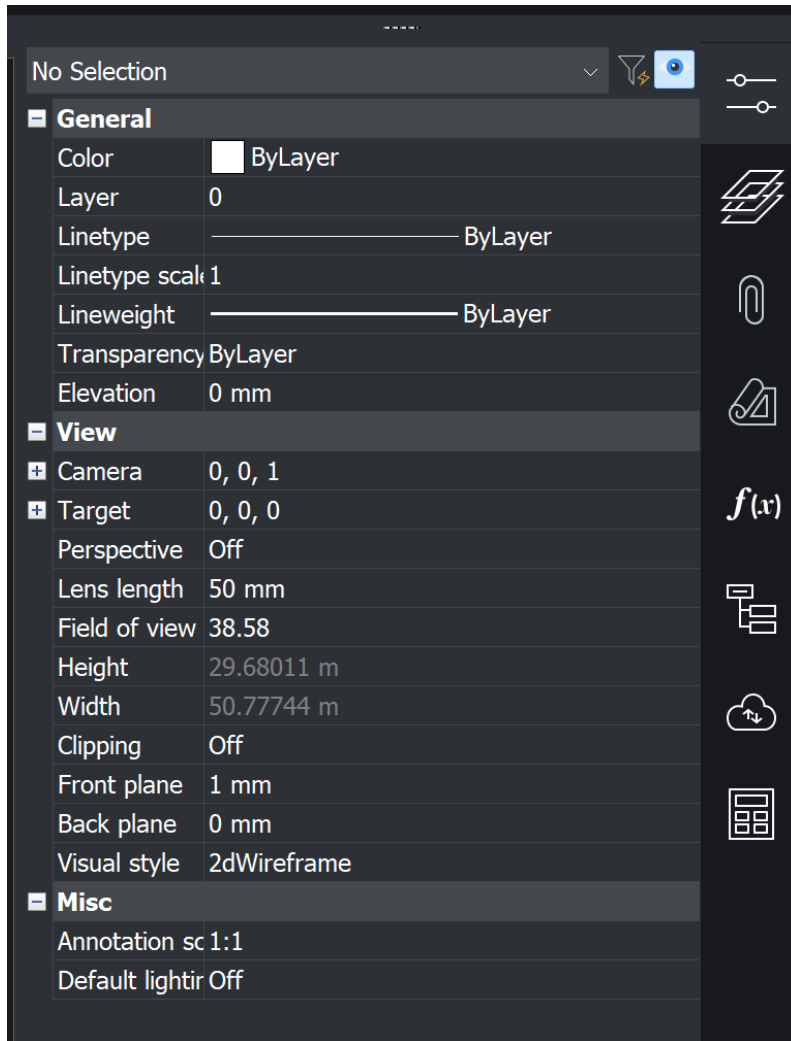 No Selection
General
Color ByLayer
Layer 0
Linetype ByLayer
Linetype scal 1
Lineweight ByLayer
Transparency ByLayer
Elevation 0 mm
View
Camera 0, 0, 1
Target 0, 0, 0
Perspective Off
Lens length 50 mm
Field of view 38.58
Height 29.68011 m
Width 50.77744 m
Clipping Off
Front plane 1 mm
Back plane 0 mm
Visual style 2dWireframe
Misc
Annotation sc 1:1
Default lightin Off
f(x)